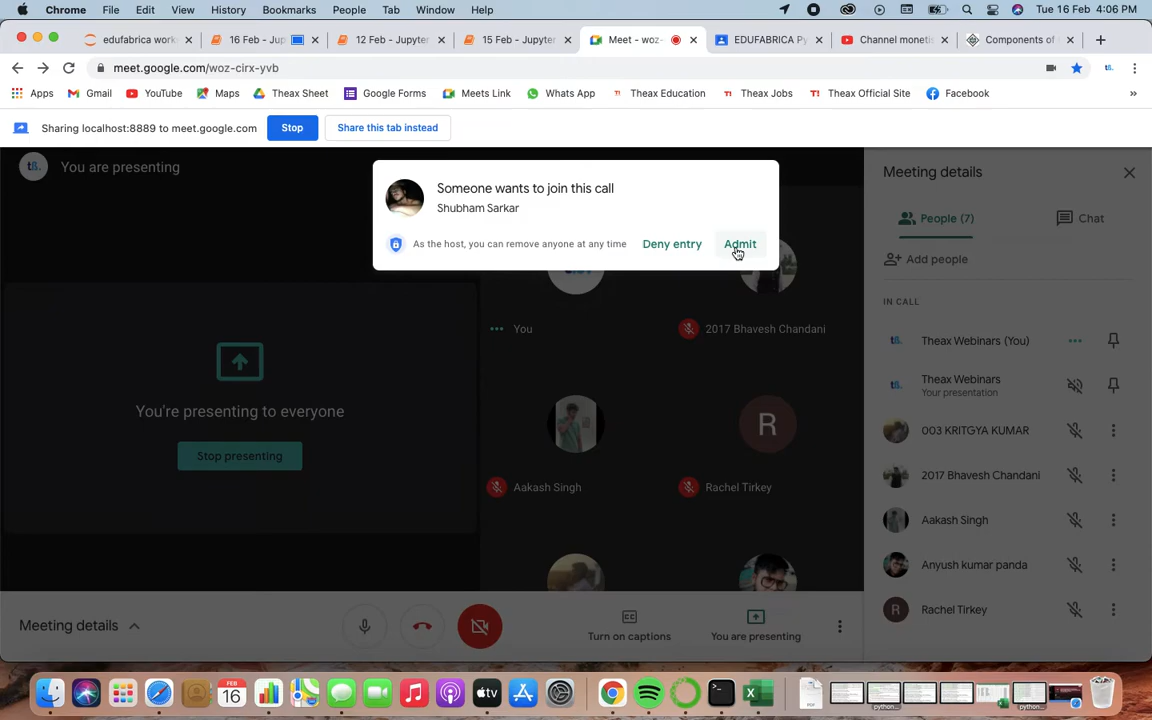 Chrome File Edit View History Bookmarks People Tab Window Help Tue 16 Feb 4:06 PM
edufabrica work 16 Feb - Jup 12 Feb - Jupyter 15 Feb - Jupyter Meet - woz- EDUFABRICA Py Channel monetis Components of
meet.google.com/woz-cirx-yvb
Apps Gmail YouTube Maps Theax Sheet Google Forms Meets Link Whats App Theax Education Theax Jobs Theax Official Site Facebook
Sharing localhost:8889 to meet.google.com Stop Share this tab instead
You are presenting
Someone wants to join this call
Shubham Sarkar
As the host, you can remove anyone at any time Deny entry Admit
You're presenting to everyone
Stop presenting
You
2017 Bhavesh Chandani
R
Aakash Singh
Rachel Tirkey
Meeting details
People (7) Chat
Add people
IN CALL
Theax Webinars (You)
Theax Webinars
Your presentation
003 KRITGYA KUMAR
2017 Bhavesh Chandani
Aakash Singh
Anyush kumar panda
R Rachel Tirkey
Meeting details
Turn on captions
You are presenting
FEB
16